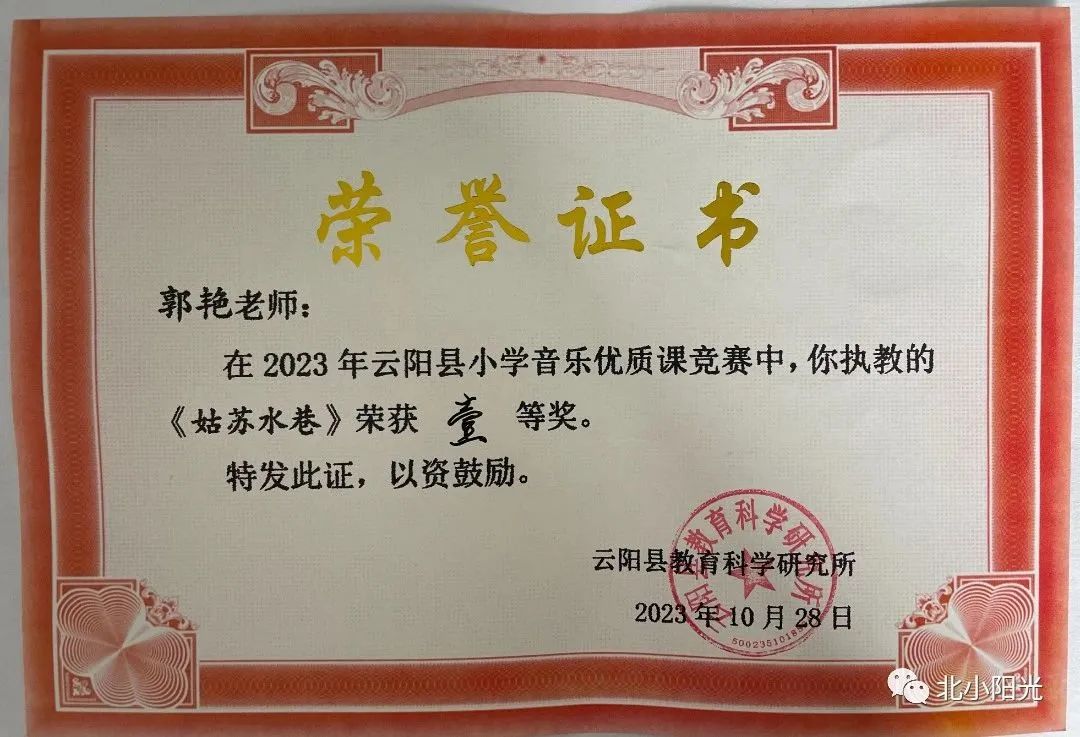 荣誉证书
郭艳老师：
在2023年云阳县小学音乐优质课竞赛中，你执教的
《姑苏水巷》荣获 壹 等奖。
特发此证，以资鼓励。
云阳县教育科学研究所
2023年10月28日
北小阳光